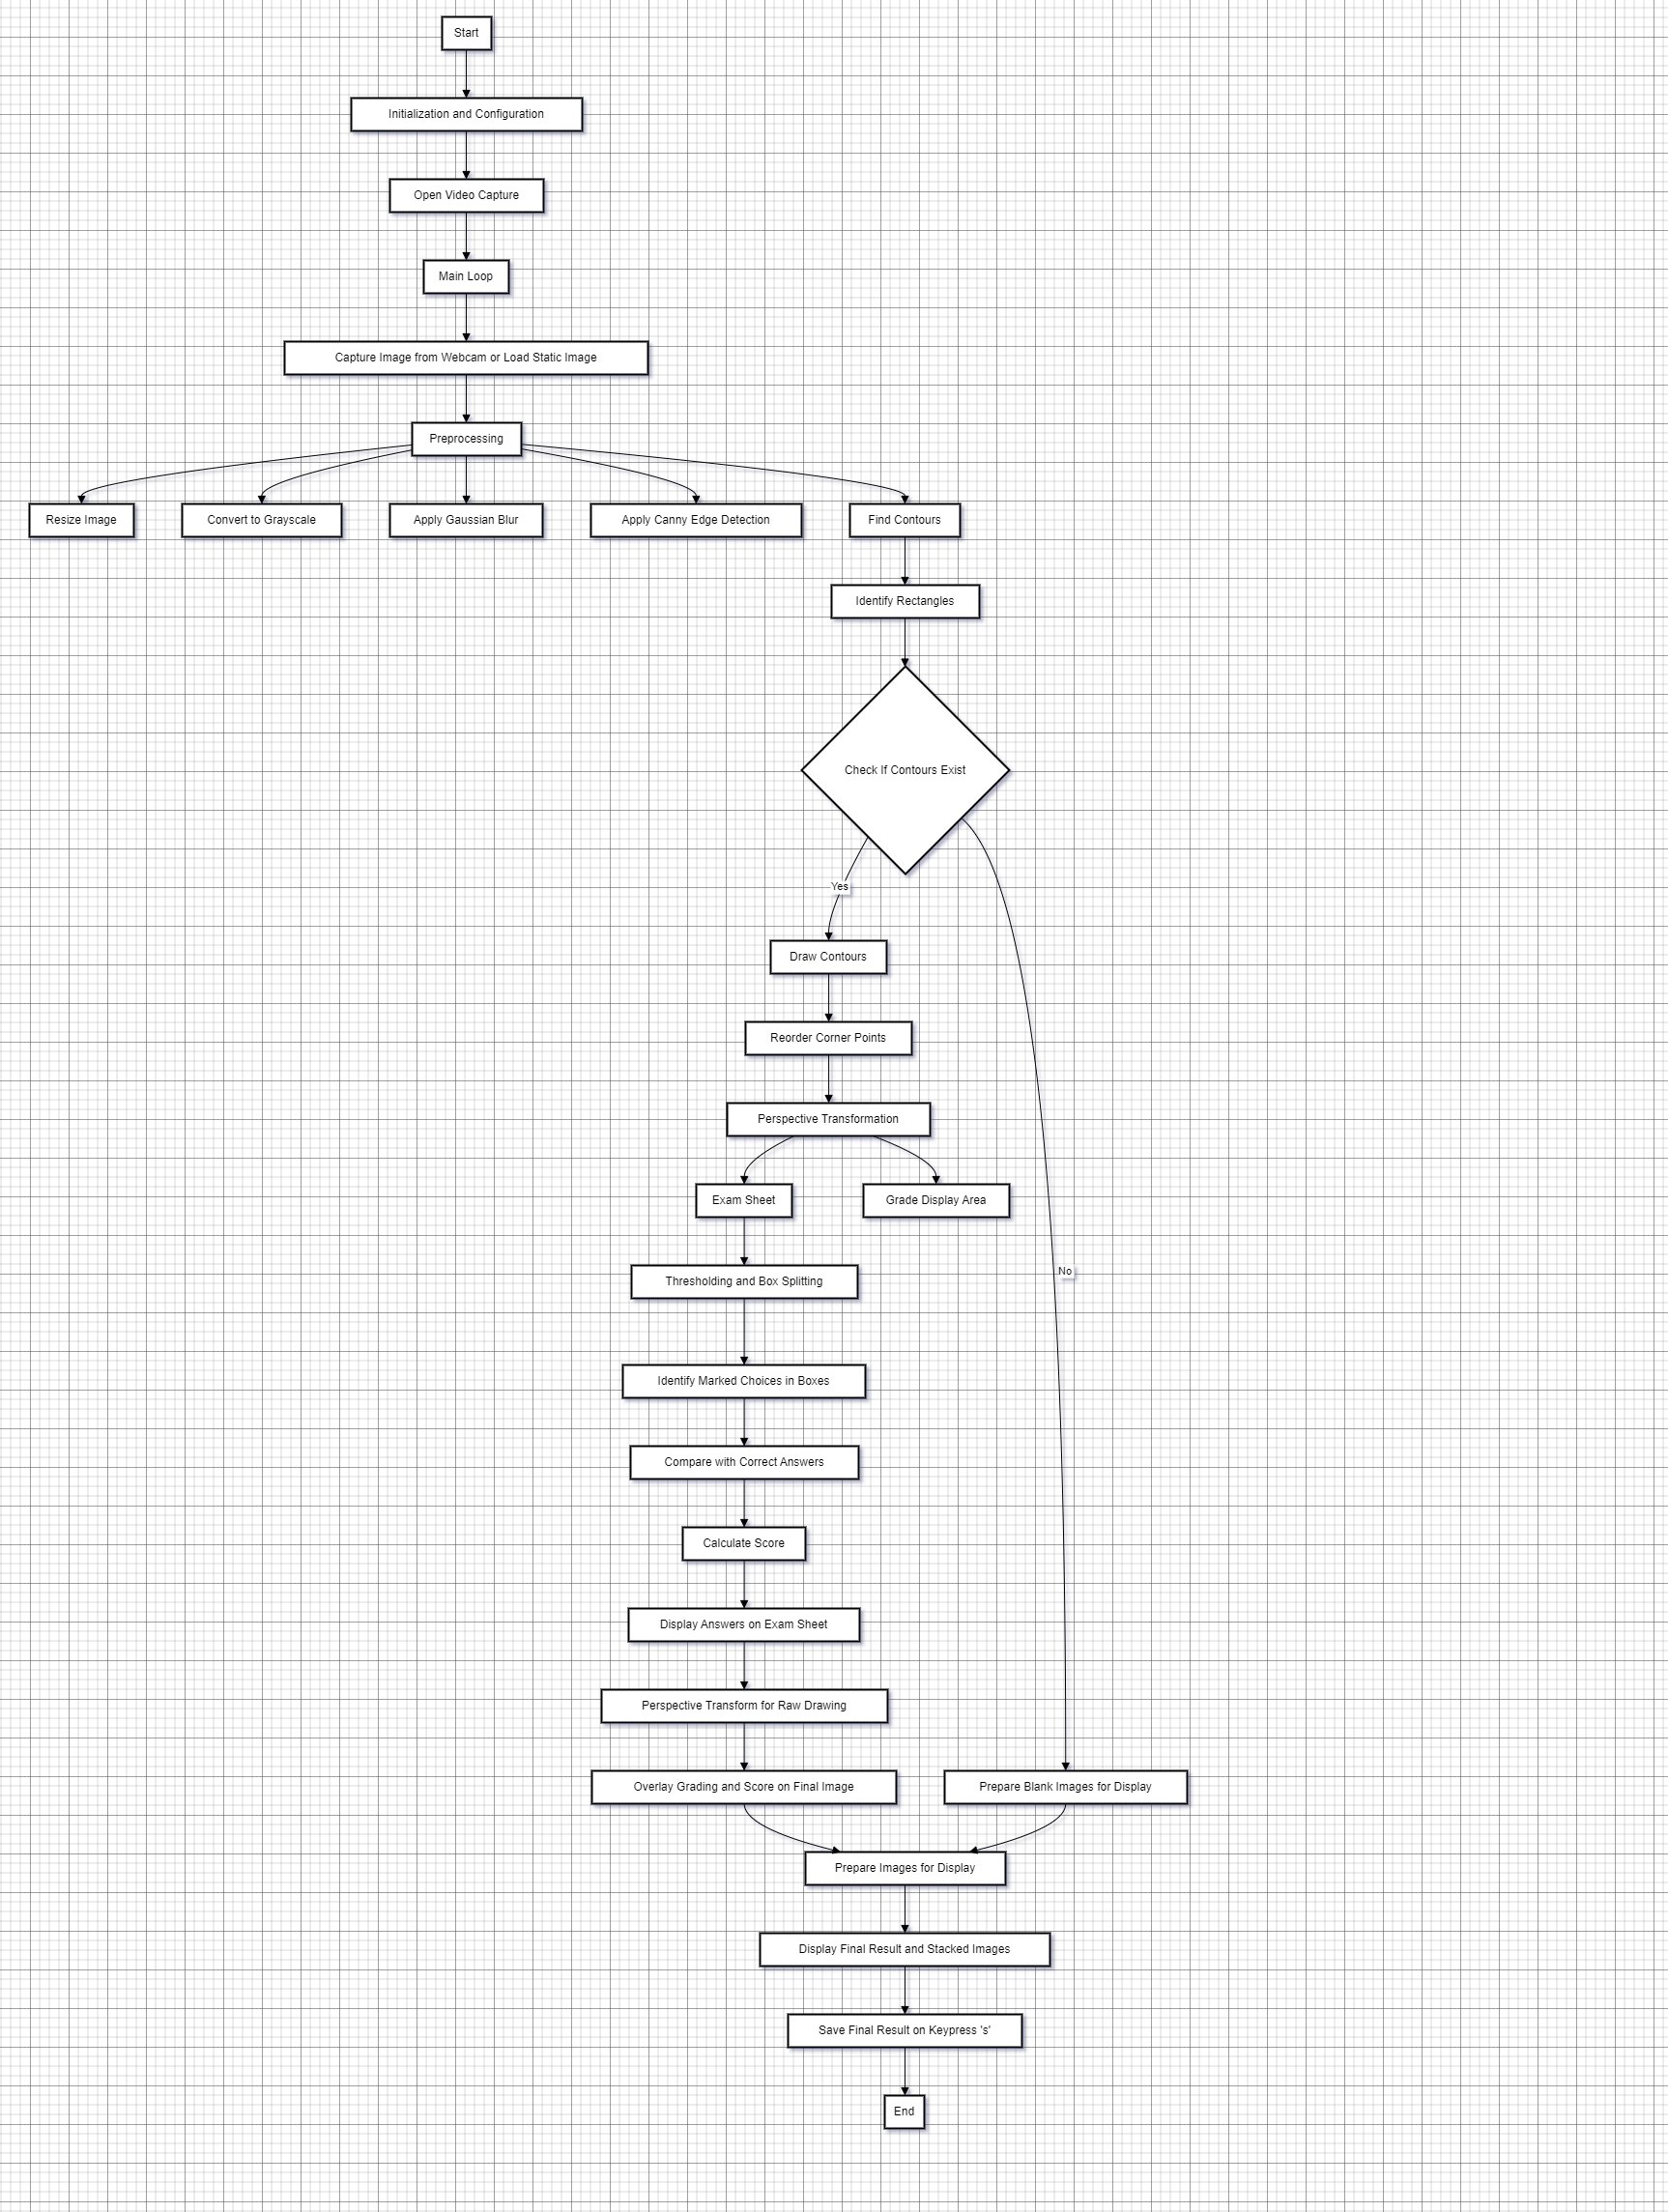 Start
Initialization and Configuration
Open Video Capture
Main Loop
Capture Image from Webcam or Load Static Image
Preprocessing
Resize Image
Convert to Grayscale
Apply Gaussian Blur
Apply Canny Edge Detection
Find Contours
Identify Rectangles
Check If Contours Exist
Yes
Draw Contours
Reorder Corner Points
Perspective Transformation
Exam Sheet
Grade Display Area
No
Thresholding and Box Splitting
Identify Marked Choices in Boxes
Compare with Correct Answers
Calculate Score
Display Answers on Exam Sheet
Perspective Transform for Raw Drawing
Overlay Grading and Score on Final Image
Prepare Blank Images for Display
Prepare Images for Display
Display Final Result and Stacked Images
Save Final Result on Keypress 's'
End